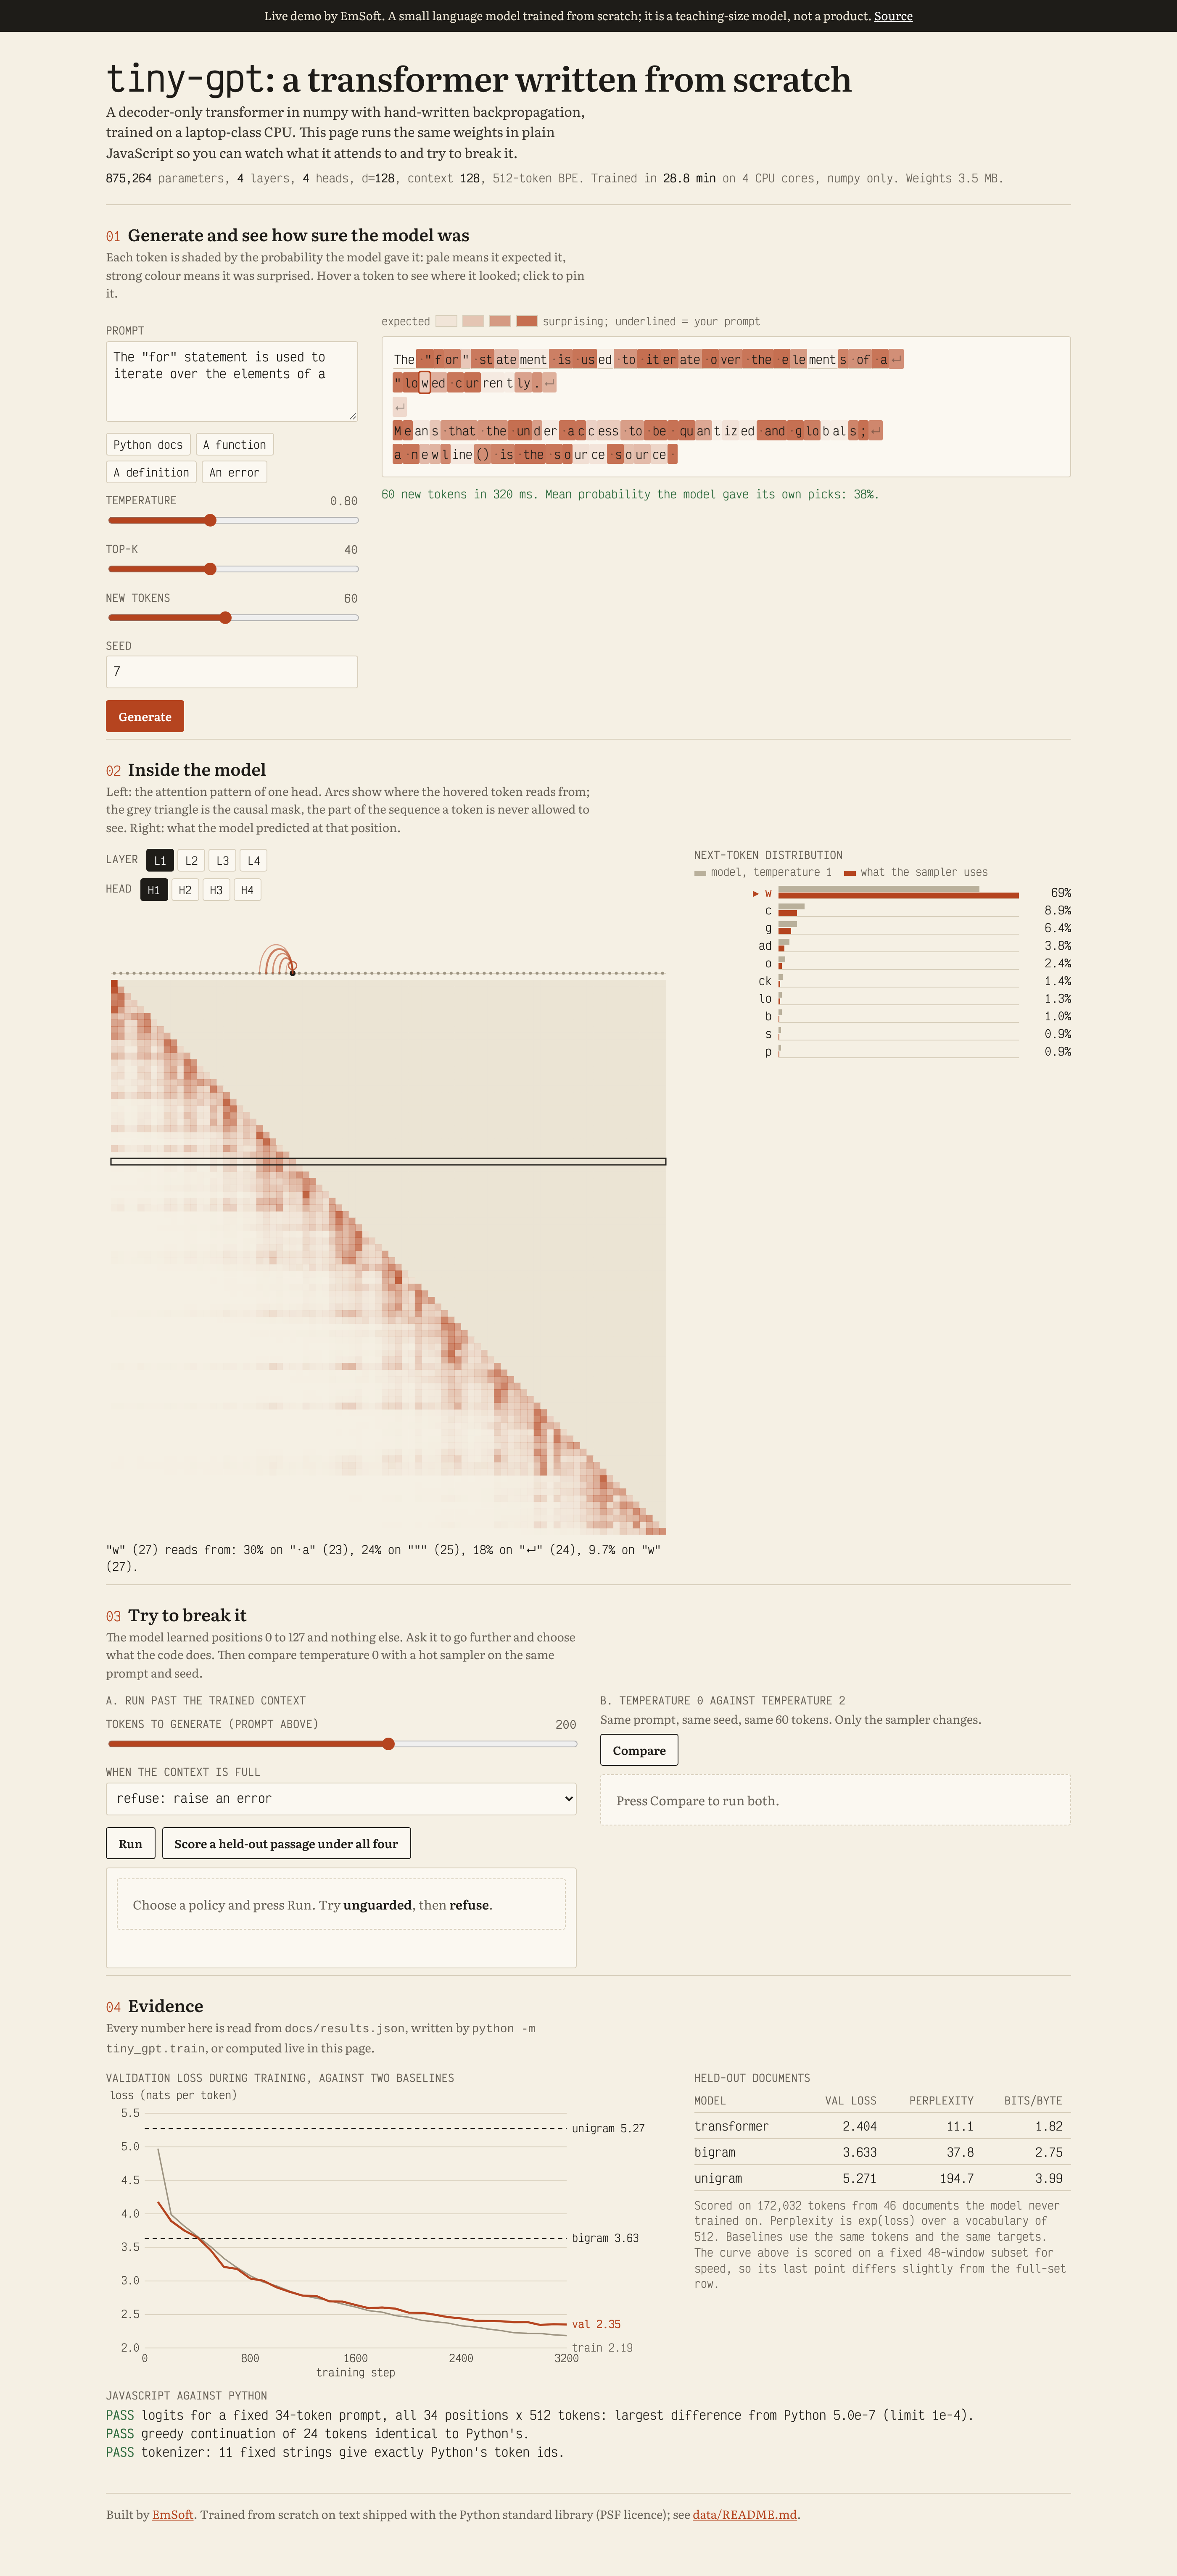 Live demo by EmSoft. A small language model trained from scratch; it is a teaching-size model, not a product. Source
tiny-gpt: a transformer written from scratch
A decoder-only transformer in numpy with hand-written backpropagation,
trained on a laptop-class CPU. This page runs the same weights in plain
JavaScript so you can watch what it attends to and try to break it.
875,264 parameters, 4 layers, 4 heads, d=128, context 128, 512-token BPE. Trained in 28.8 min on 4 CPU cores, numpy only. Weights 3.5 MB.
01 Generate and see how sure the model was
Each token is shaded by the probability the model gave it: pale means it expected it,
strong colour means it was surprised. Hover a token to see where it looked; click to pin
it.
PROMPT
The "for" statement is used to
iterate over the elements of a
Python docs A function
A definition An error
TEMPERATURE 0.80
TOP-K 40
NEW TOKENS 60
SEED
7
Generate
expected surprising; underlined = your prompt
The·"for"·statement·is·used·to·iterate·over·the·elements·of·a↵
"lowed·currently.↵
↵
Means·that·the·under·access·to·be·quantized·and·globals;↵
a·newline()·is·the·source·source·
60 new tokens in 320 ms. Mean probability the model gave its own picks: 38%.
02 Inside the model
Left: the attention pattern of one head. Arcs show where the hovered token reads from;
the grey triangle is the causal mask, the part of the sequence a token is never allowed to
see. Right: what the model predicted at that position.
LAYER L1 L2 L3 L4
HEAD H1 H2 H3 H4
"w" (27) reads from: 30% on "·a" (23), 24% on """ (25), 18% on "↵" (24), 9.7% on "w"
(27).
NEXT-TOKEN DISTRIBUTION
model, temperature 1 what the sampler uses
▶ w 69%
c 8.9%
g 6.4%
ad 3.8%
o 2.4%
ck 1.4%
lo 1.3%
b 1.0%
s 0.9%
p 0.9%
03 Try to break it
The model learned positions 0 to 127 and nothing else. Ask it to go further and choose
what the code does. Then compare temperature 0 with a hot sampler on the same
prompt and seed.
A. RUN PAST THE TRAINED CONTEXT
TOKENS TO GENERATE (PROMPT ABOVE) 200
WHEN THE CONTEXT IS FULL
refuse: raise an error
Run Score a held-out passage under all four
Choose a policy and press Run. Try unguarded, then refuse.
B. TEMPERATURE 0 AGAINST TEMPERATURE 2
Same prompt, same seed, same 60 tokens. Only the sampler changes.
Compare
Press Compare to run both.
04 Evidence
Every number here is read from docs/results.json, written by python -m
tiny_gpt.train, or computed live in this page.
VALIDATION LOSS DURING TRAINING, AGAINST TWO BASELINES
loss (nats per token)
5.5
unigram 5.27
5.0
4.5
4.0
bigram 3.63
3.5
3.0
2.5
val 2.35
2.0
train 2.19
0 800 1600 2400 3200
training step
HELD-OUT DOCUMENTS
MODEL VAL LOSS PERPLEXITY BITS/BYTE
transformer 2.404 11.1 1.82
bigram 3.633 37.8 2.75
unigram 5.271 194.7 3.99
Scored on 172,032 tokens from 46 documents the model never
trained on. Perplexity is exp(loss) over a vocabulary of
512. Baselines use the same tokens and the same targets.
The curve above is scored on a fixed 48-window subset for
speed, so its last point differs slightly from the full-set
row.
JAVASCRIPT AGAINST PYTHON
PASS logits for a fixed 34-token prompt, all 34 positions x 512 tokens: largest difference from Python 5.0e-7 (limit 1e-4).
PASS greedy continuation of 24 tokens identical to Python's.
PASS tokenizer: 11 fixed strings give exactly Python's token ids.
Built by EmSoft. Trained from scratch on text shipped with the Python standard library (PSF licence); see data/README.md.